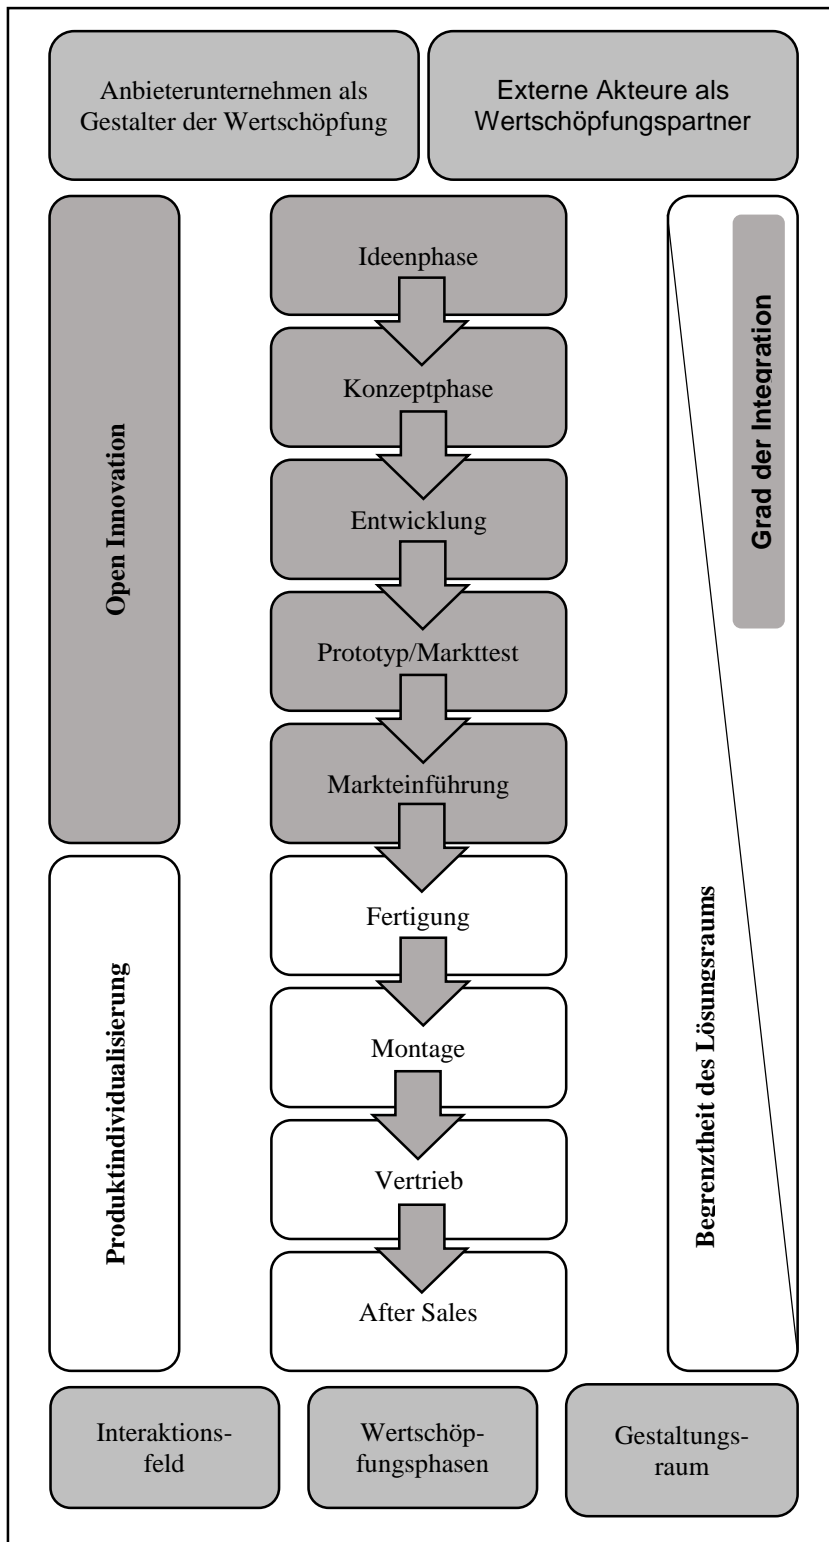 Anbieterunternehmen als
Gestalter der Wertschöpfung
Externe Akteure als
Wertschöpfungspartner
Open Innovation
Produktindividualisierung
Ideenphase
Konzeptphase
Entwicklung
Prototyp/Markttest
Markteinführung
Fertigung
Montage
Vertrieb
After Sales
Grad der Integration
Begrenztheit des Lösungsraums
Interaktions-
feld
Wertschöp-
fungsphasen
Gestaltungs-
raum